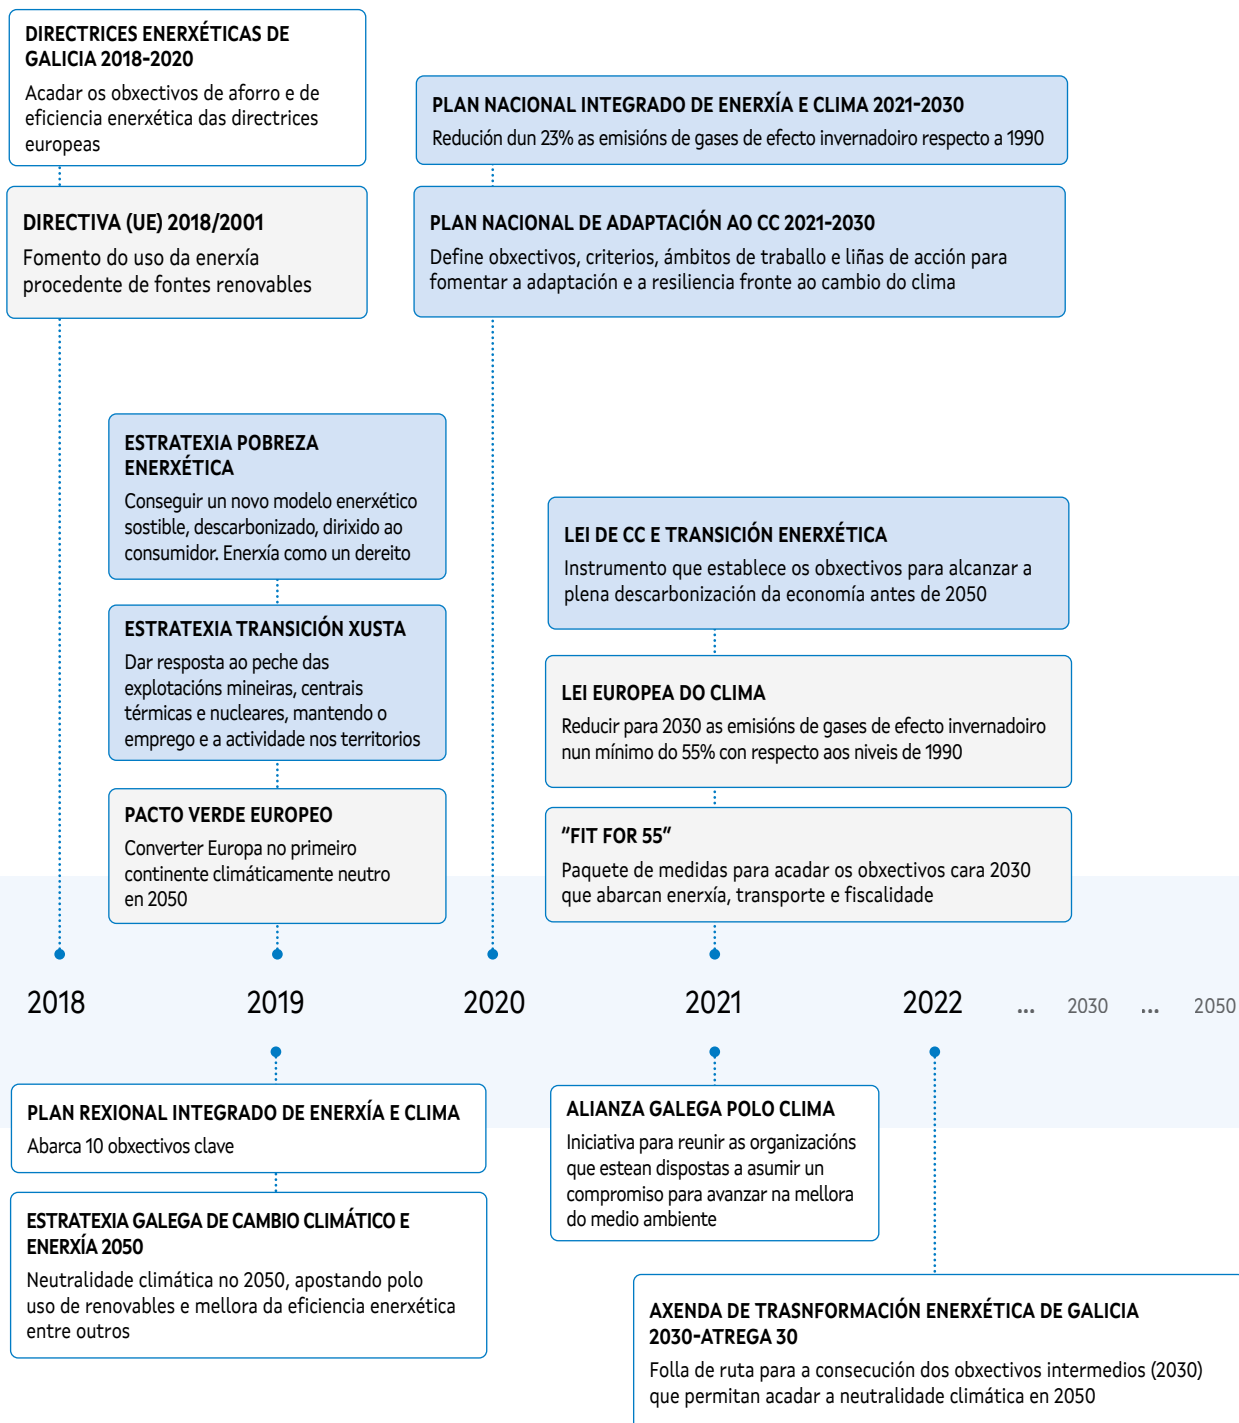 DIRECTRICES ENERXÉTICAS DE
GALICIA 2018-2020
Acadar os obxectivos de aforro e de
eficiencia enerxética das directrices
europeas
DIRECTIVA (UE) 2018/2001
Fomento do uso da enerxía
procedente de fontes renovables
PLAN NACIONAL INTEGRADO DE ENERXÍA E CLIMA 2021-2030
Redución dun 23% as emisións de gases de efecto invernadoiro respecto a 1990
PLAN NACIONAL DE ADAPTACIÓN AO CC 2021-2030
Define obxectivos, criterios, ámbitos de traballo e liñas de acción para
fomentar a adaptación e a resiliencia fronte ao cambio do clima
ESTRATEXIA POBREZA
ENERXÉTICA
Conseguir un novo modelo enerxético
sostible, descarbonizado, dirixido ao
consumidor. Enerxía como un dereito
ESTRATEXIA TRANSICIÓN XUSTA
Dar resposta ao peche das
explotacións mineiras, centrais
térmicas e nucleares, mantendo o
emprego e a actividade nos territorios
PACTO VERDE EUROPEO
Converter Europa no primeiro
continente climáticamente neutro
en 2050
LEI DE CC E TRANSICIÓN ENERXÉTICA
Instrumento que establece os obxectivos para alcanzar a
plena descarbonización da economía antes de 2050
LEI EUROPEA DO CLIMA
Reducir para 2030 as emisións de gases de efecto invernadoiro
nun mínimo do 55% con respecto aos niveis de 1990
"FIT FOR 55"
Paquete de medidas para acadar os obxectivos cara 2030
que abarcan enerxía, transporte e fiscalidade
2018 2019 2020 2021 2022 ... 2030 ... 2050
PLAN REXIONAL INTEGRADO DE ENERXÍA E CLIMA
Abarca 10 obxectivos clave
ESTRATEXIA GALEGA DE CAMBIO CLIMÁTICO E
ENERXÍA 2050
Neutralidade climática no 2050, apostando polo
uso de renovables e mellora da eficiencia enerxética
entre outros
ALIANZA GALEGA POLO CLIMA
Iniciativa para reunir as organizacións
que estean dispostas a asumir un
compromiso para avanzar na mellora
do medio ambiente
AXENDA DE TRASNFORMACIÓN ENERXÉTICA DE GALICIA
2030-ATREGA 30
Folla de ruta para a consecución dos obxectivos intermedios (2030)
que permitan acadar a neutralidade climática en 2050